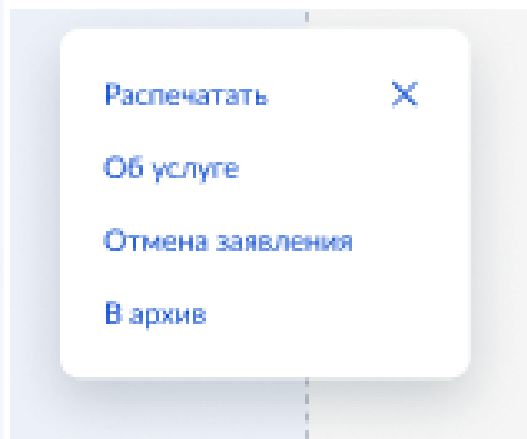 Распечатать
Об услуге
Отмена заявления
В архив